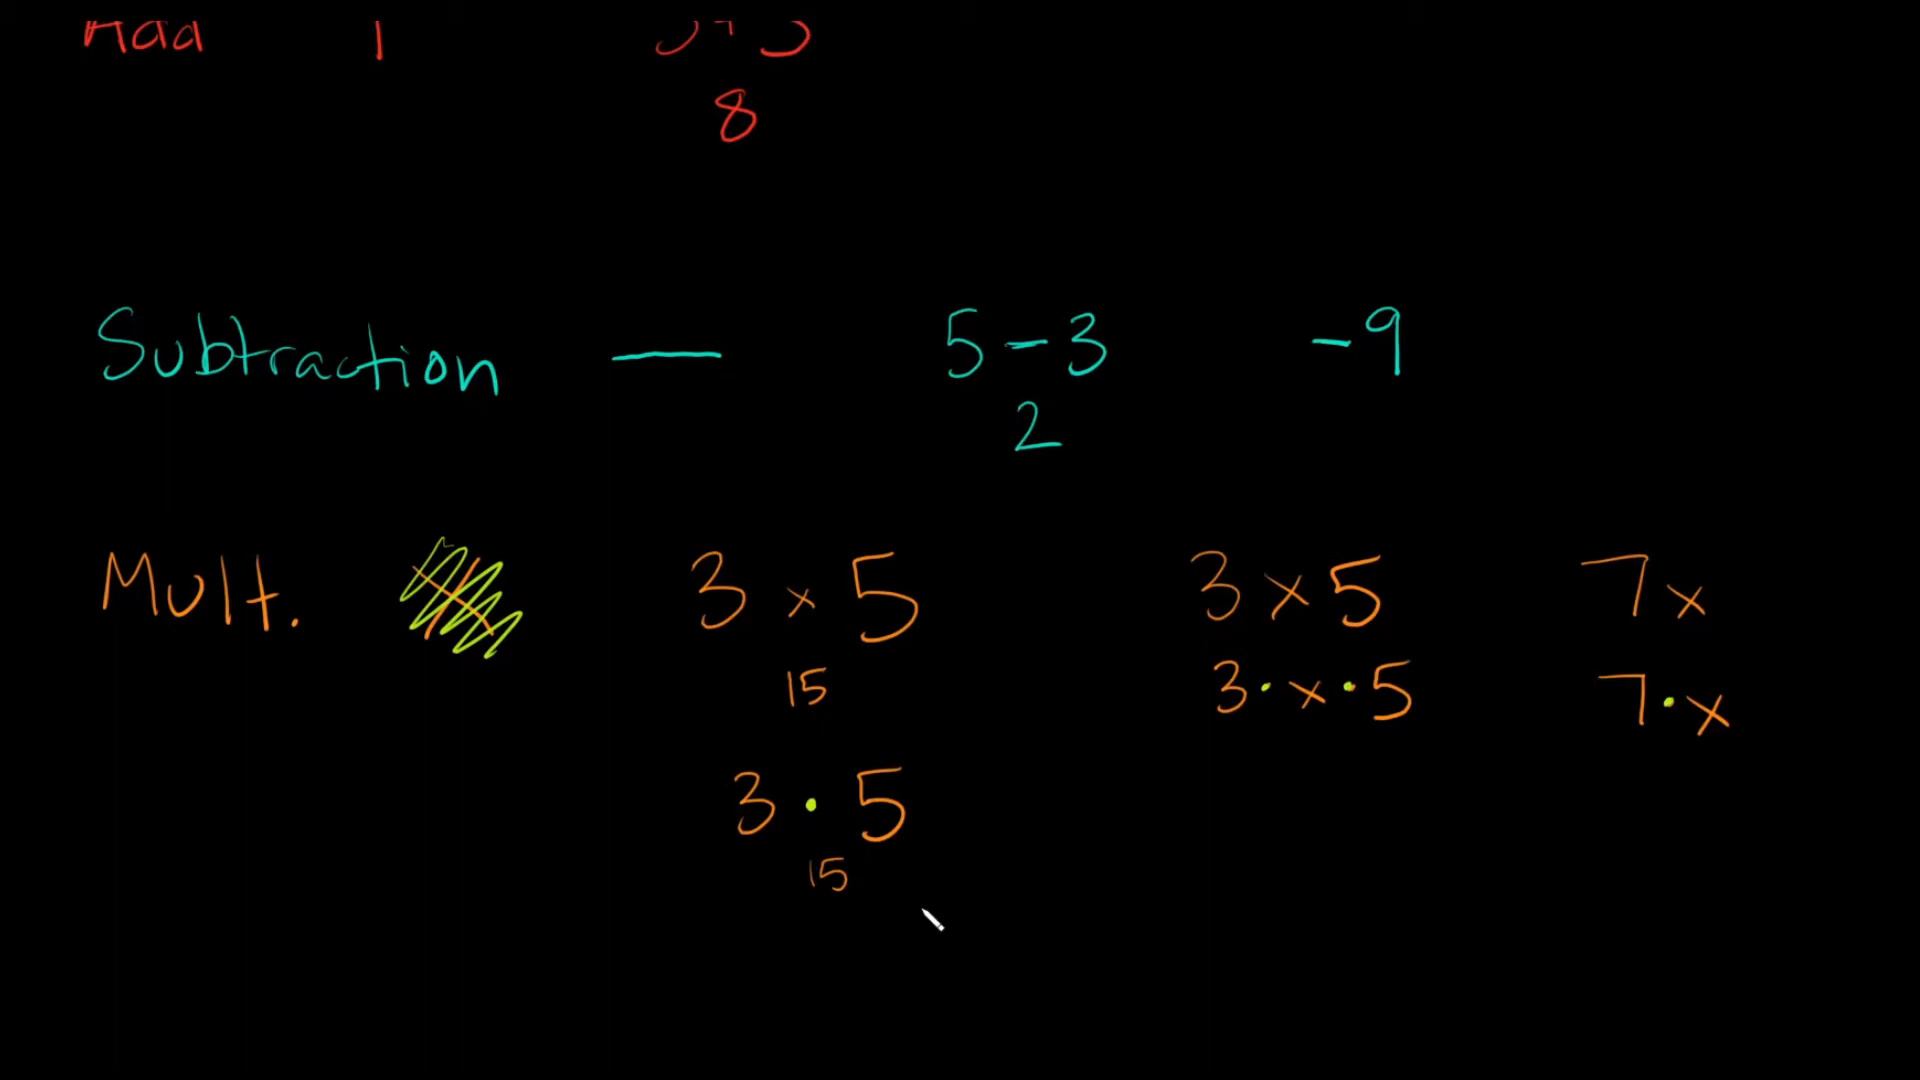 Add
8
Subtraction — 5 - 3 - 9
2
Mult. 3 x 5 3 x 5 7x
15 3 · x · 5 7 · x
3 · 5
15